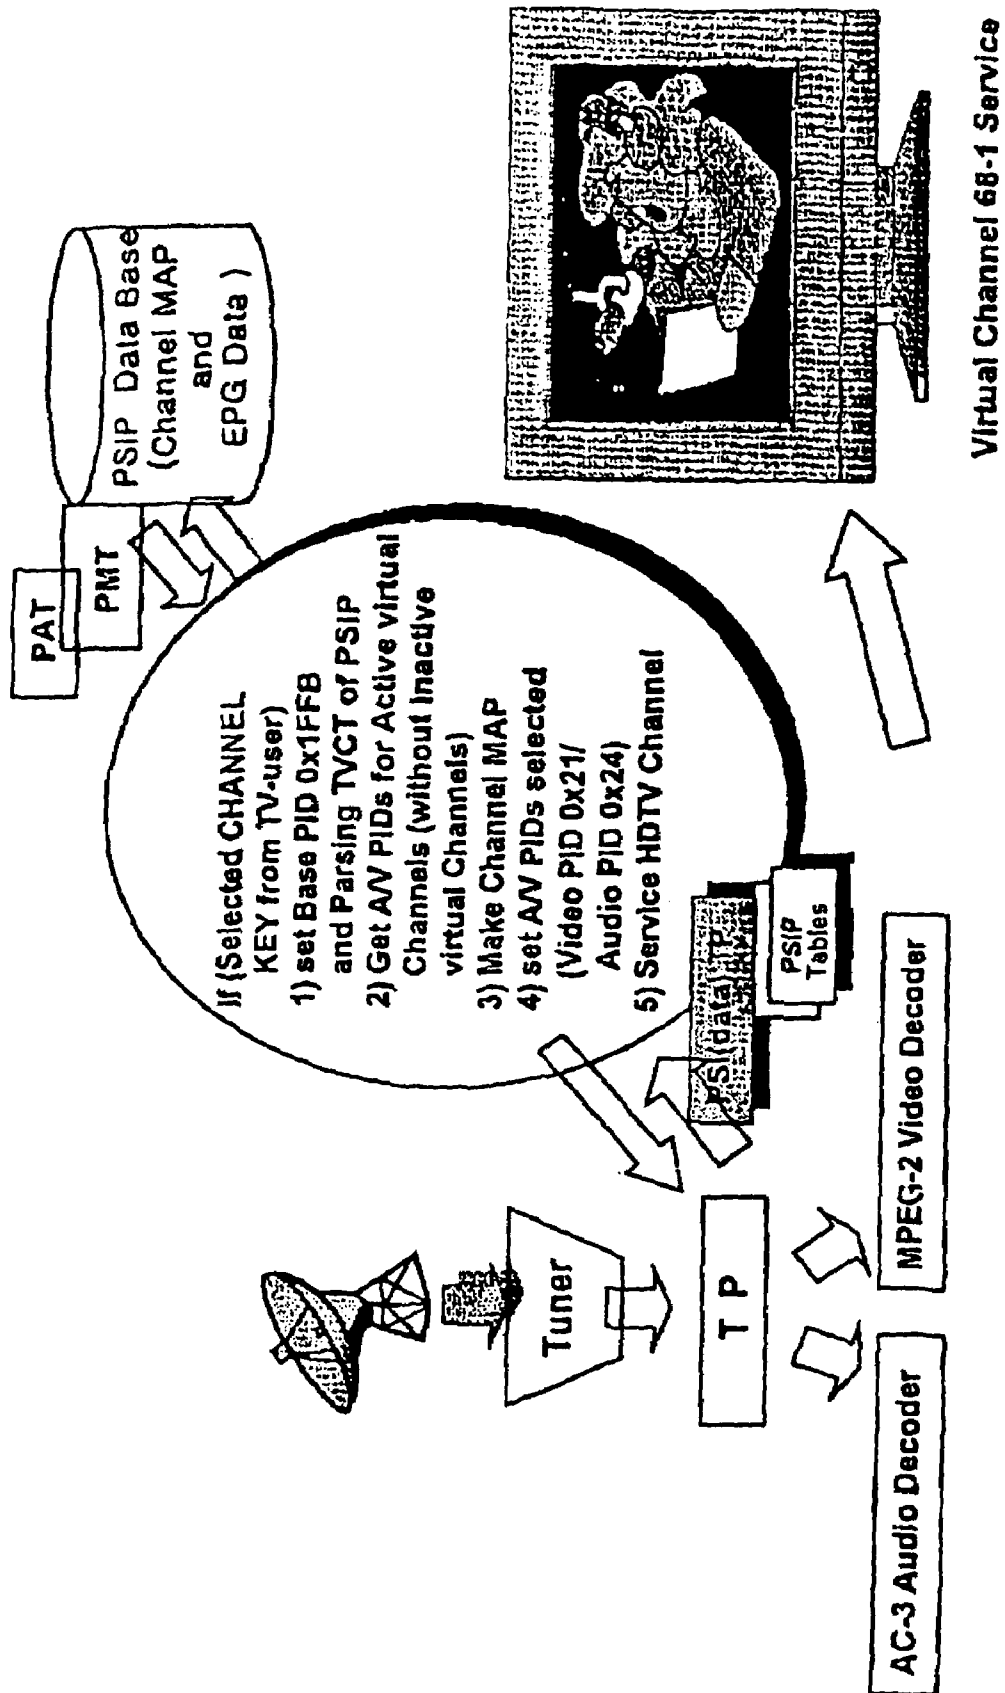 PAT
PMT
PSIP Data Base
(Channel MAP
and
EPG Data )
If (Selected CHANNEL
KEY from TV-user)
1) set Base PID 0x1FFB
and Parsing TVCT of PSIP
2) Get A/V PIDs for Active virtual
Channels (without Inactive
virtual Channels)
3) Make Channel MAP
4) set A/V PIDs selected
(Video PID 0x21/
Audio PID 0x24)
5) Service HDTV Channel
Tuner
T P
PSI(data) TP
PSIP
Tables
AC-3 Audio Decoder
MPEG-2 Video Decoder
Virtual Channel 68-1 Service